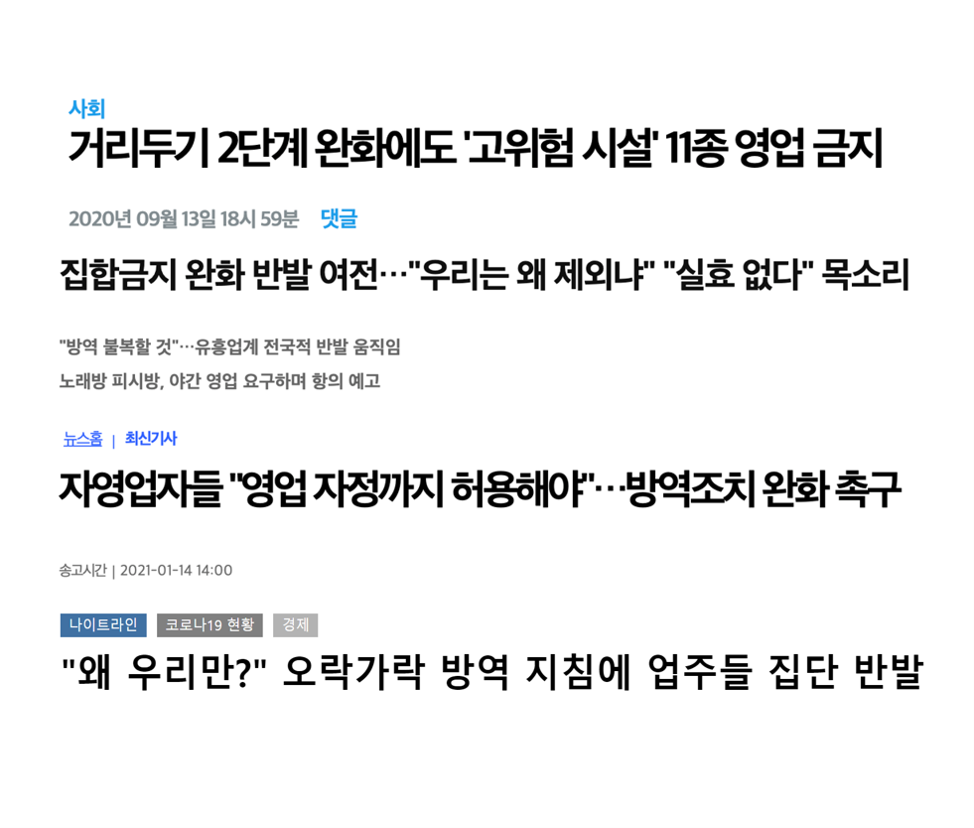 사회
거리두기 2단계 완화에도 '고위험 시설' 11종 영업 금지
2020년 09월 13일 18시 59분 댓글
집합금지 완화 반발 여전…"우리는 왜 제외냐" "실효 없다" 목소리
"방역 불복할 것"…유흥업계 전국적 반발 움직임
노래방 피시방, 야간 영업 요구하며 항의 예고
뉴스홈 | 최신기사
자영업자들 "영업 자정까지 허용해야"…방역조치 완화 촉구
송고시간 | 2021-01-14 14:00
나이트라인 코로나19 현황 경제
"왜 우리만?" 오락가락 방역 지침에 업주들 집단 반발